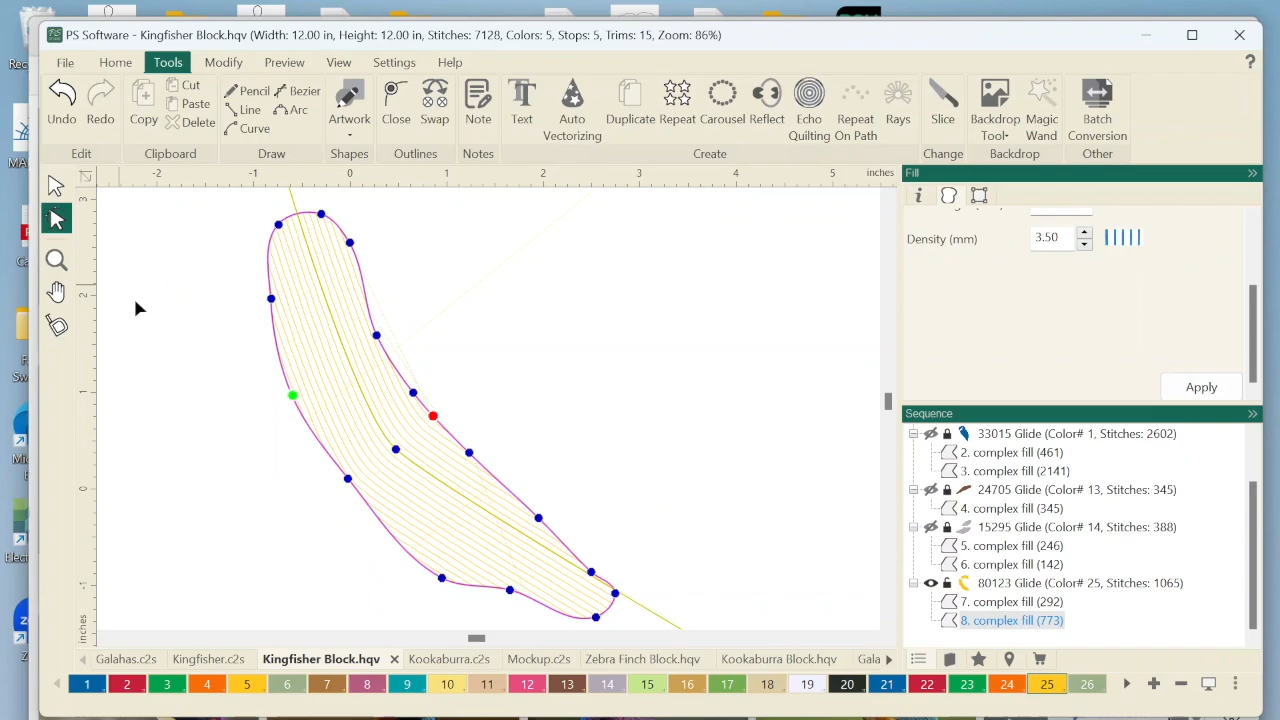 PS Software - Kingfisher Block.hqv (Width: 12.00 in, Height: 12.00 in, Stitches: 7128, Colors: 5, Stops: 5, Trims: 15, Zoom: 86%)
File Home Tools Modify Preview View Settings Help ?
Undo Redo Copy Cut Paste Delete Pencil Bezier Line Arc Curve Artwork Close Swap Note Text Auto Vectorizing Duplicate Repeat Carousel Reflect Echo Quilting Repeat On Path Rays Slice Backdrop Tool Magic Wand Batch Conversion
Edit Clipboard Draw Shapes Outlines Notes Create Change Backdrop Other
-2 -1 0 1 2 3 4 5 inches
3
2
1
0
-1
inches
Fill
Density (mm) 3.50
Apply
Sequence
33015 Glide (Color# 1, Stitches: 2602)
2. complex fill (461)
3. complex fill (2141)
24705 Glide (Color# 13, Stitches: 345)
4. complex fill (345)
15295 Glide (Color# 14, Stitches: 388)
5. complex fill (246)
6. complex fill (142)
80123 Glide (Color# 25, Stitches: 1065)
7. complex fill (292)
8. complex fill (773)
Galahas.c2s Kingfisher.c2s Kingfisher Block.hqv Kookaburra.c2s Mockup.c2s Zebra Finch Block.hqv Kookaburra Block.hqv Gala
1 2 3 4 5 6 7 8 9 10 11 12 13 14 15 16 17 18 19 20 21 22 23 24 25 26